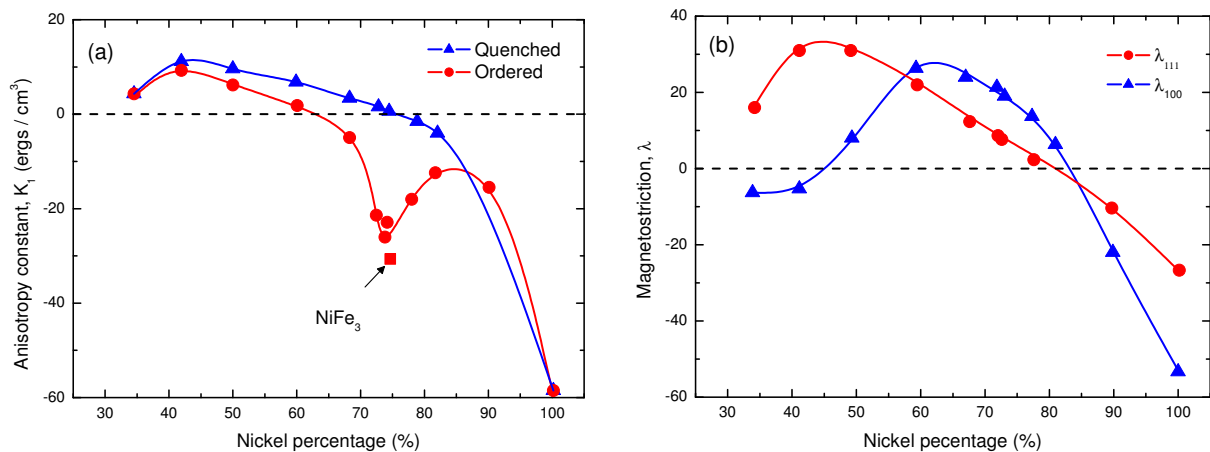 (a)
Quenched
Ordered
NiFe₃
Anisotropy constant, K₁ (ergs / cm³)
20
0
-20
-40
-60
30 40 50 60 70 80 90 100
Nickel percentage (%)
(b)
λ₁₁₁
λ₁₀₀
Magnetostriction, λ
40
20
0
-20
-40
-60
30 40 50 60 70 80 90 100
Nickel pecentage (%)